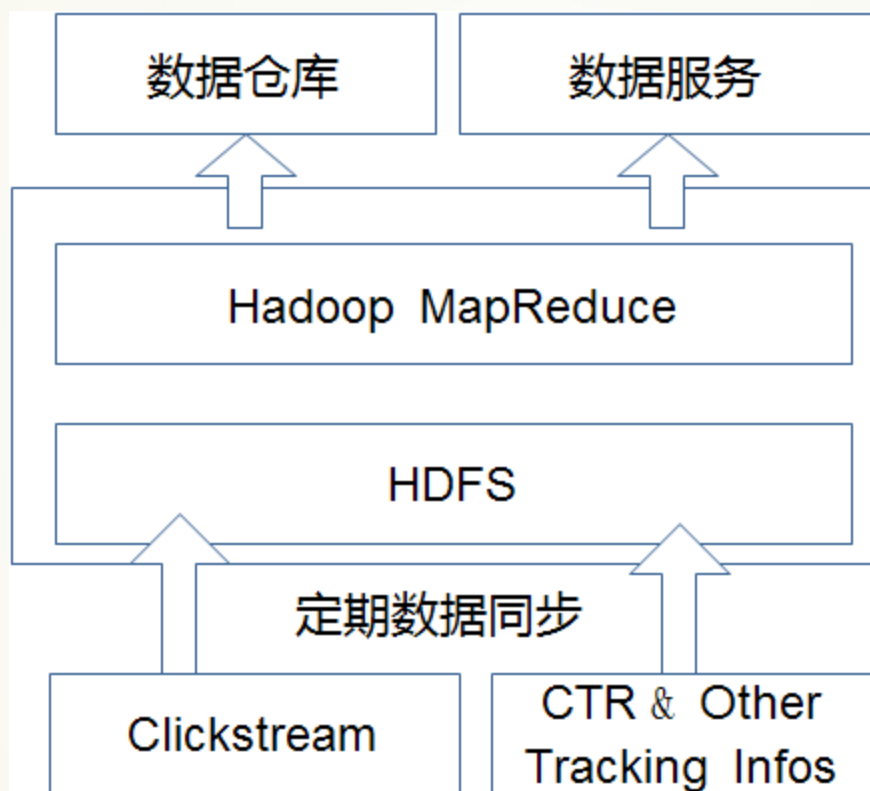 数据仓库
数据服务
Hadoop MapReduce
HDFS
定期数据同步
Clickstream
CTR & Other
Tracking Infos